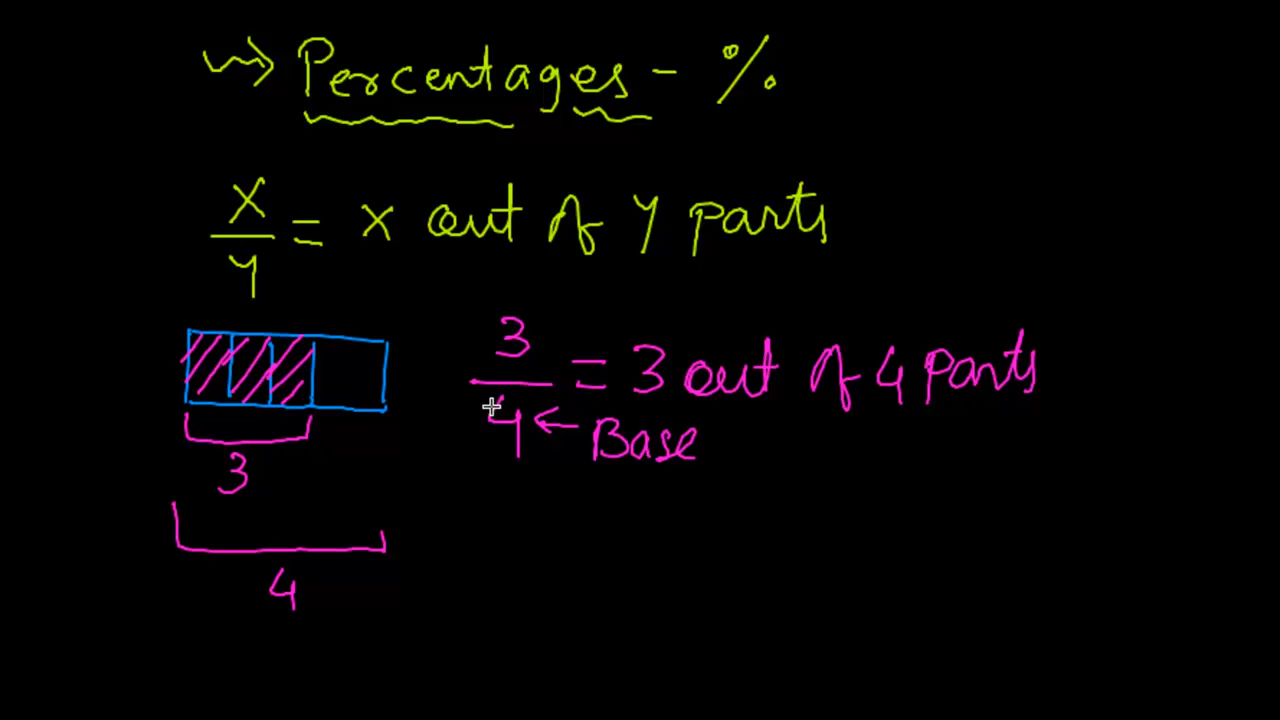 Percentages - %
X/Y = X out of Y parts
3/4 = 3 out of 4 Parts
← Base
3
4